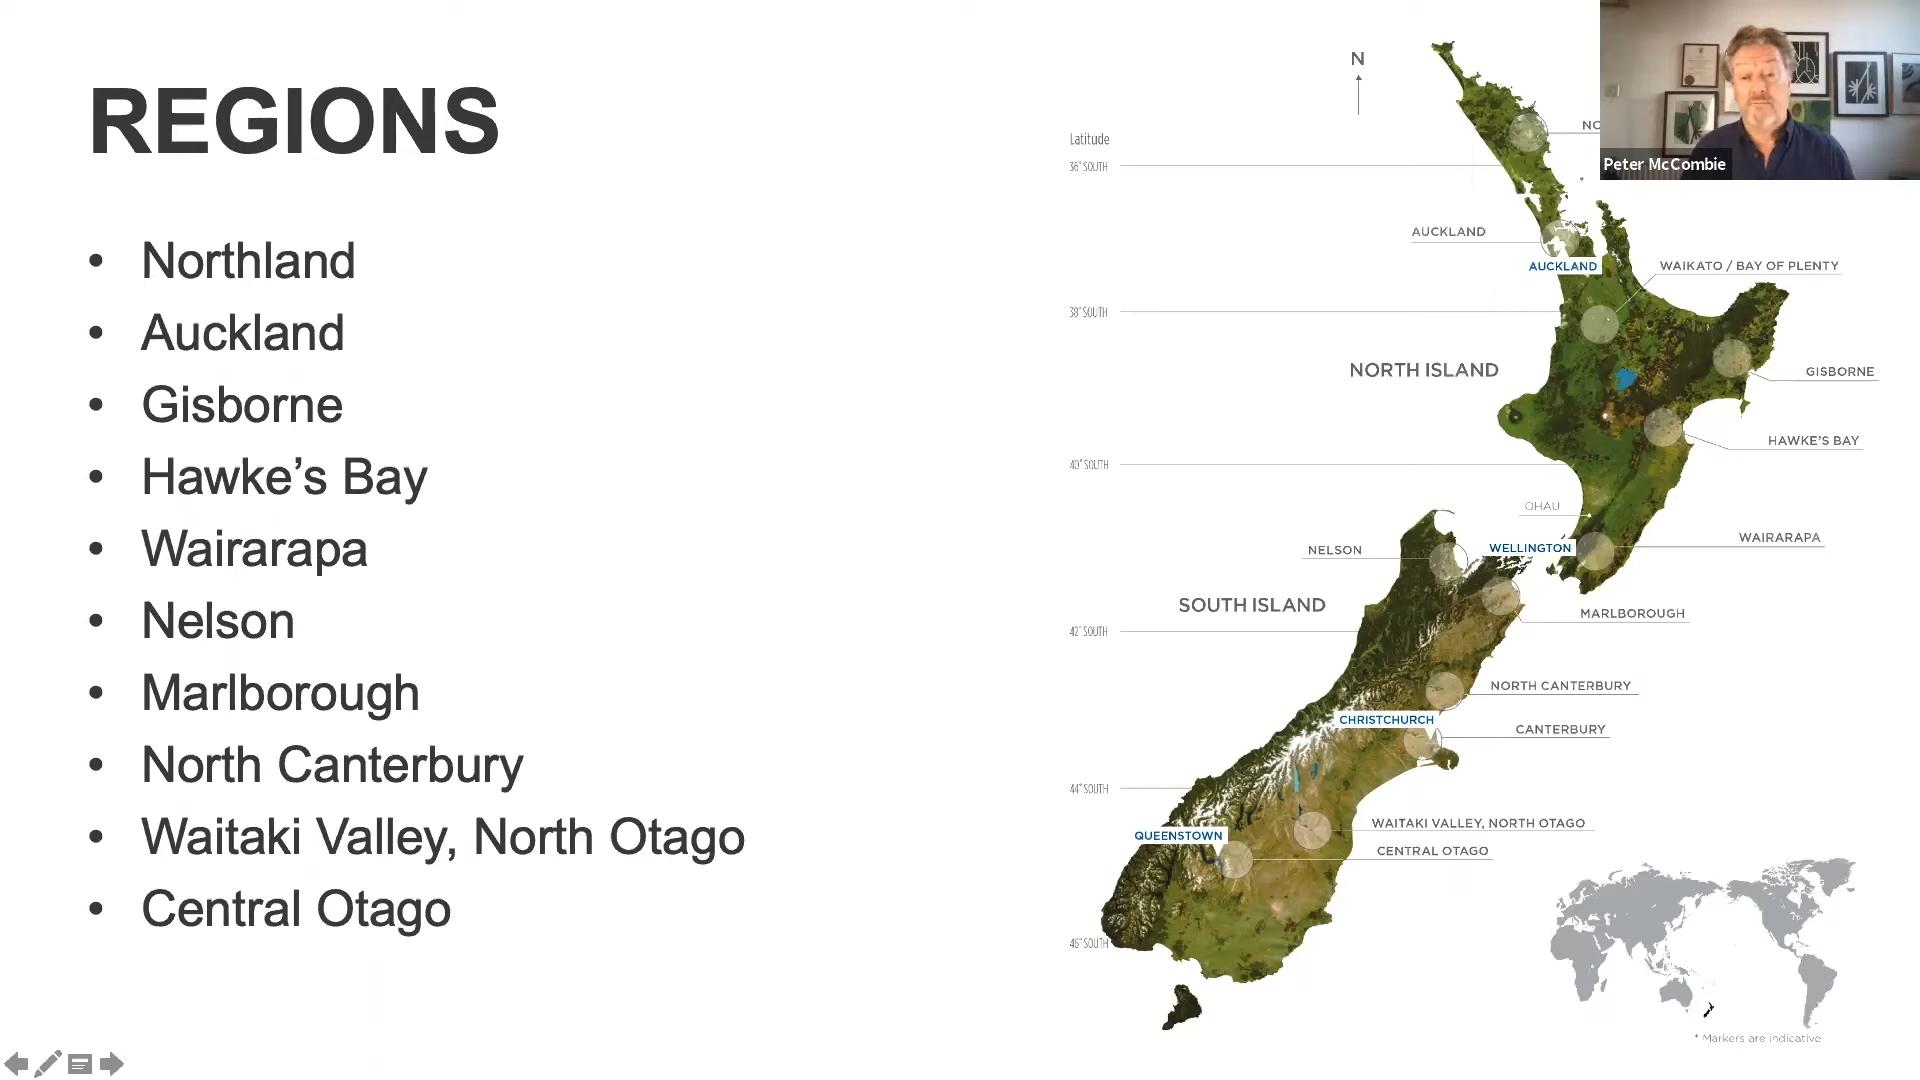 REGIONS
• Northland
• Auckland
• Gisborne
• Hawke’s Bay
• Wairarapa
• Nelson
• Marlborough
• North Canterbury
• Waitaki Valley, North Otago
• Central Otago
N
Latitude
36° SOUTH
38° SOUTH
40° SOUTH
42° SOUTH
44° SOUTH
46° SOUTH
NO
AUCKLAND
AUCKLAND
WAIKATO / BAY OF PLENTY
NORTH ISLAND
GISBORNE
HAWKE’S BAY
OHAU
WELLINGTON
WAIRARAPA
NELSON
SOUTH ISLAND
MARLBOROUGH
NORTH CANTERBURY
CHRISTCHURCH
CANTERBURY
WAITAKI VALLEY, NORTH OTAGO
QUEENSTOWN
CENTRAL OTAGO
* Markers are indicative
Peter McCombie